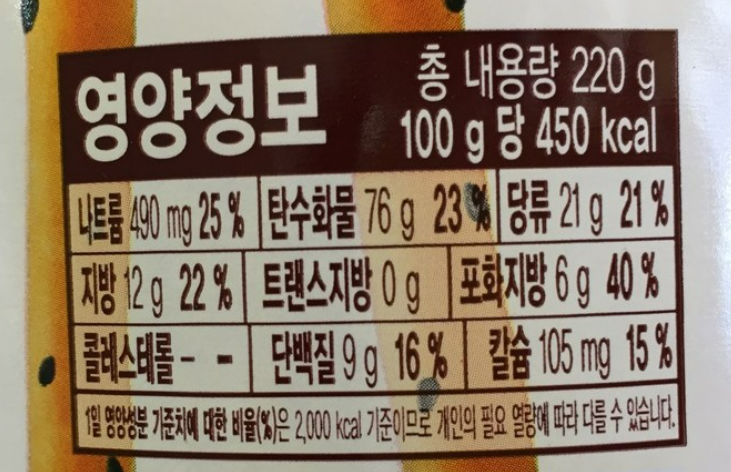 영양정보
총 내용량 220 g
100 g 당 450 kcal
나트륨 490 mg 25 % 탄수화물 76 g 23 % 당류 21 g 21 %
지방 12 g 22 % 트랜스지방 0 g 포화지방 6 g 40 %
콜레스테롤 - - 단백질 9 g 16 % 칼슘 105 mg 15 %
1일 영양성분 기준치에 대한 비율(%)은 2,000 kcal 기준이므로 개인의 필요 열량에 따라 다를 수 있습니다.